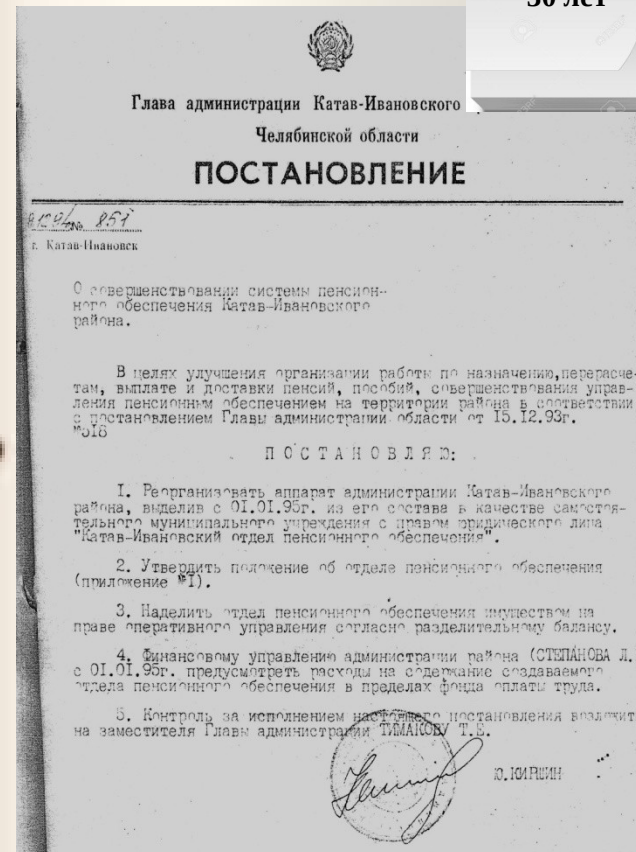 30 лет
Глава администрации Катав-Ивановского
Челябинской области
ПОСТАНОВЛЕНИЕ
№ 851
г. Катав-Ивановск
О совершенствовании системы пенсион-
ного обеспечения Катав-Ивановского
района.
В целях улучшения организации работы по назначению,перерасче-
там, выплате и доставки пенсий, пособий, совершенствования управ-
ления пенсионным обеспечением на территории района в соответствии
с постановлением Главы администрации области от 15.12.93г.
П О С Т А Н О В Л Я Ю:
I. Реорганизовать аппарат администрации Катав-Ивановского
района, выделив с 01.01.95г. из его состава в качестве самостоя-
тельного муниципального учреждения с правом юридического лица
"Катав-Ивановский отдел пенсионного обеспечения".
2. Утвердить положение об отделе пенсионного обеспечения
(приложение №I).
3. Наделить отдел пенсионного обеспечения имуществом на
праве оперативного управления согласно разделительному балансу.
4. Финансовому управлению администрации района (СТЕПАНОВА Л.
с 01.01.95г. предусмотреть расходы на содержание создаваемого
отдела пенсионного обеспечения в пределах фонда оплаты труда.
5. Контроль за исполнением настоящего постановления возложит
на заместителя Главы администрации ТИМАКОВУ Т.Е.
Ю.КИРШИН